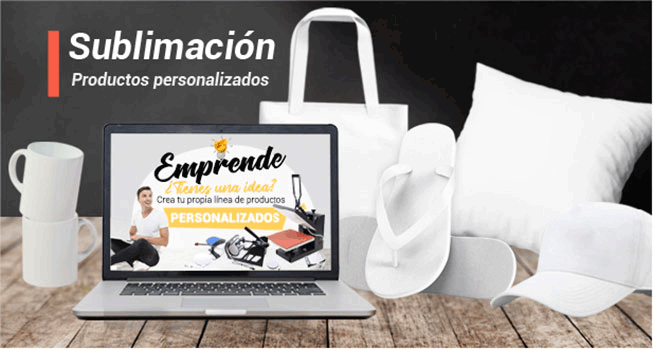 Sublimación
Productos personalizados
Emprende
¿Tienes una idea?
Crea tu propia línea de productos
PERSONALIZADOS